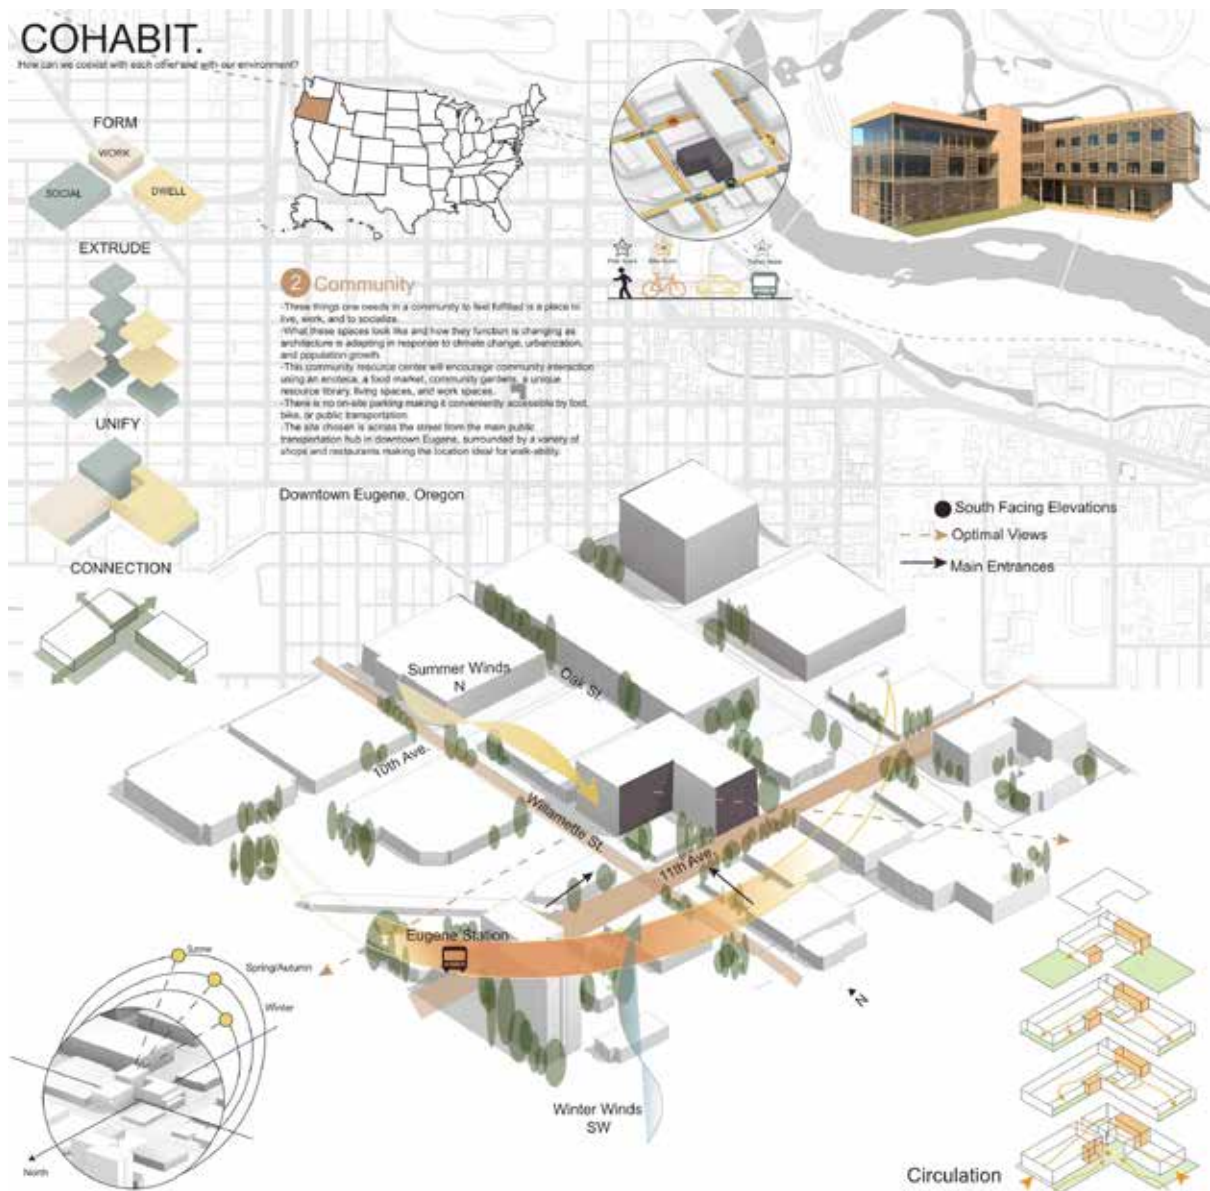 COHABIT.
How can we coexist with each other and with our environment?
FORM
WORK
SOCIAL
DWELL
EXTRUDE
UNIFY
CONNECTION
2 Community
-Three things one needs in a community to feel fulfilled is a place to
live, work, and to socialize.
-What these spaces look like and how they function is changing as
architecture is adapting in response to climate change, urbanization,
and population growth.
-This community resource center will encourage community interaction
using an enoteca, a food market, community gardens, a unique
resource library, living spaces, and work spaces.
-There is no on-site parking making it conveniently accessible by foot,
bike, or public transportation
-The site chosen is across the street from the main public
transportation hub in downtown Eugene, surrounded by a variety of
shops and restaurants making the location ideal for walk-ability.
Downtown Eugene, Oregon
South Facing Elevations
Optimal Views
Main Entrances
Summer Winds
N
Oak St.
10th Ave.
Willamette St.
11th Ave.
Eugene Station
N
Winter Winds
SW
Spring/Autumn
Winter
North
Circulation